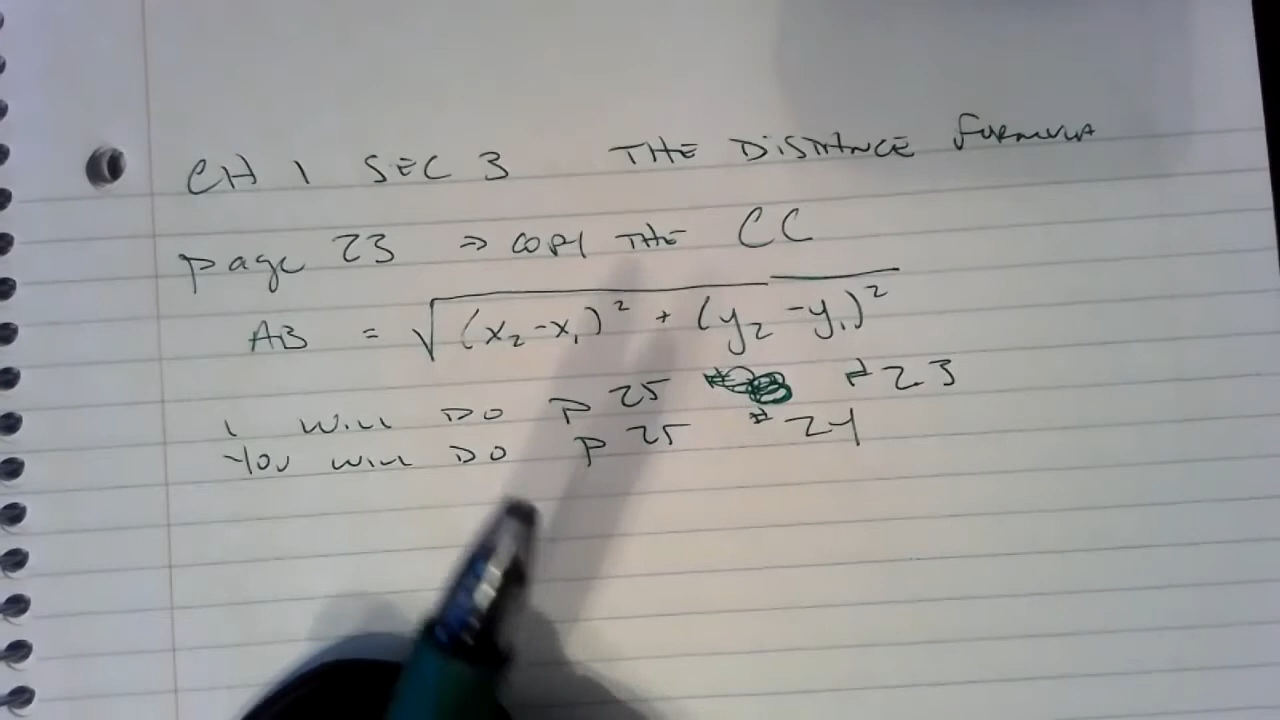 CH 1 SEC 3 THE DISTANCE FORMULA
page 23 ⇒ COPY THE CC
AB = √(x₂-x₁)² + (y₂-y₁)²
I WILL DO P 25 #23
YOU WILL DO P 25 #24